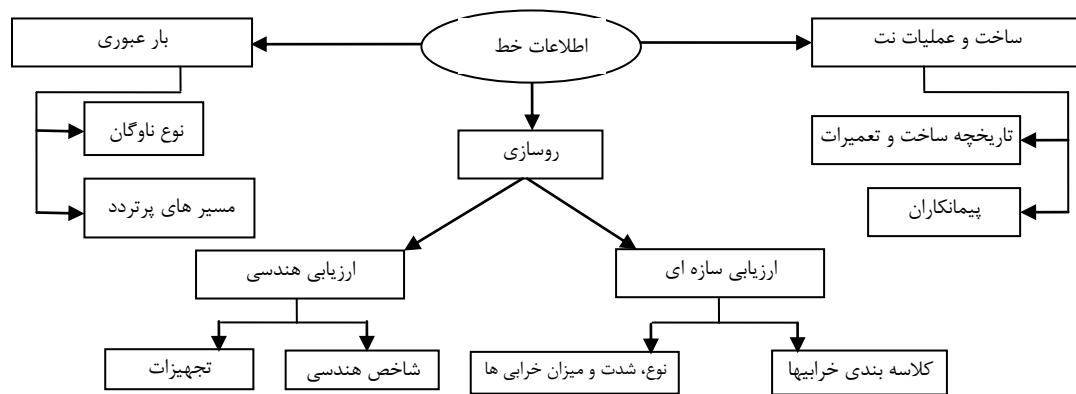 ساخت و عملیات نت
اطلاعات خط
بار عبوری
تاریخچه ساخت و تعمیرات
روسازی
نوع ناوگان
پیمانکاران
مسیر های پرتردد
ارزیابی سازه ای
ارزیابی هندسی
کلاسه بندی خرابیها
نوع، شدت و میزان خرابی ها
شاخص هندسی
تجهیزات